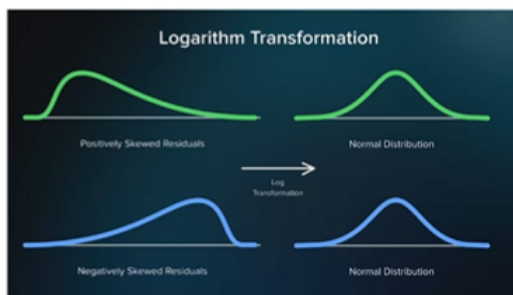 Logarithm Transformation
Positively Skewed Residuals
Normal Distribution
Log
Transformation
Negatively Skewed Residuals
Normal Distribution